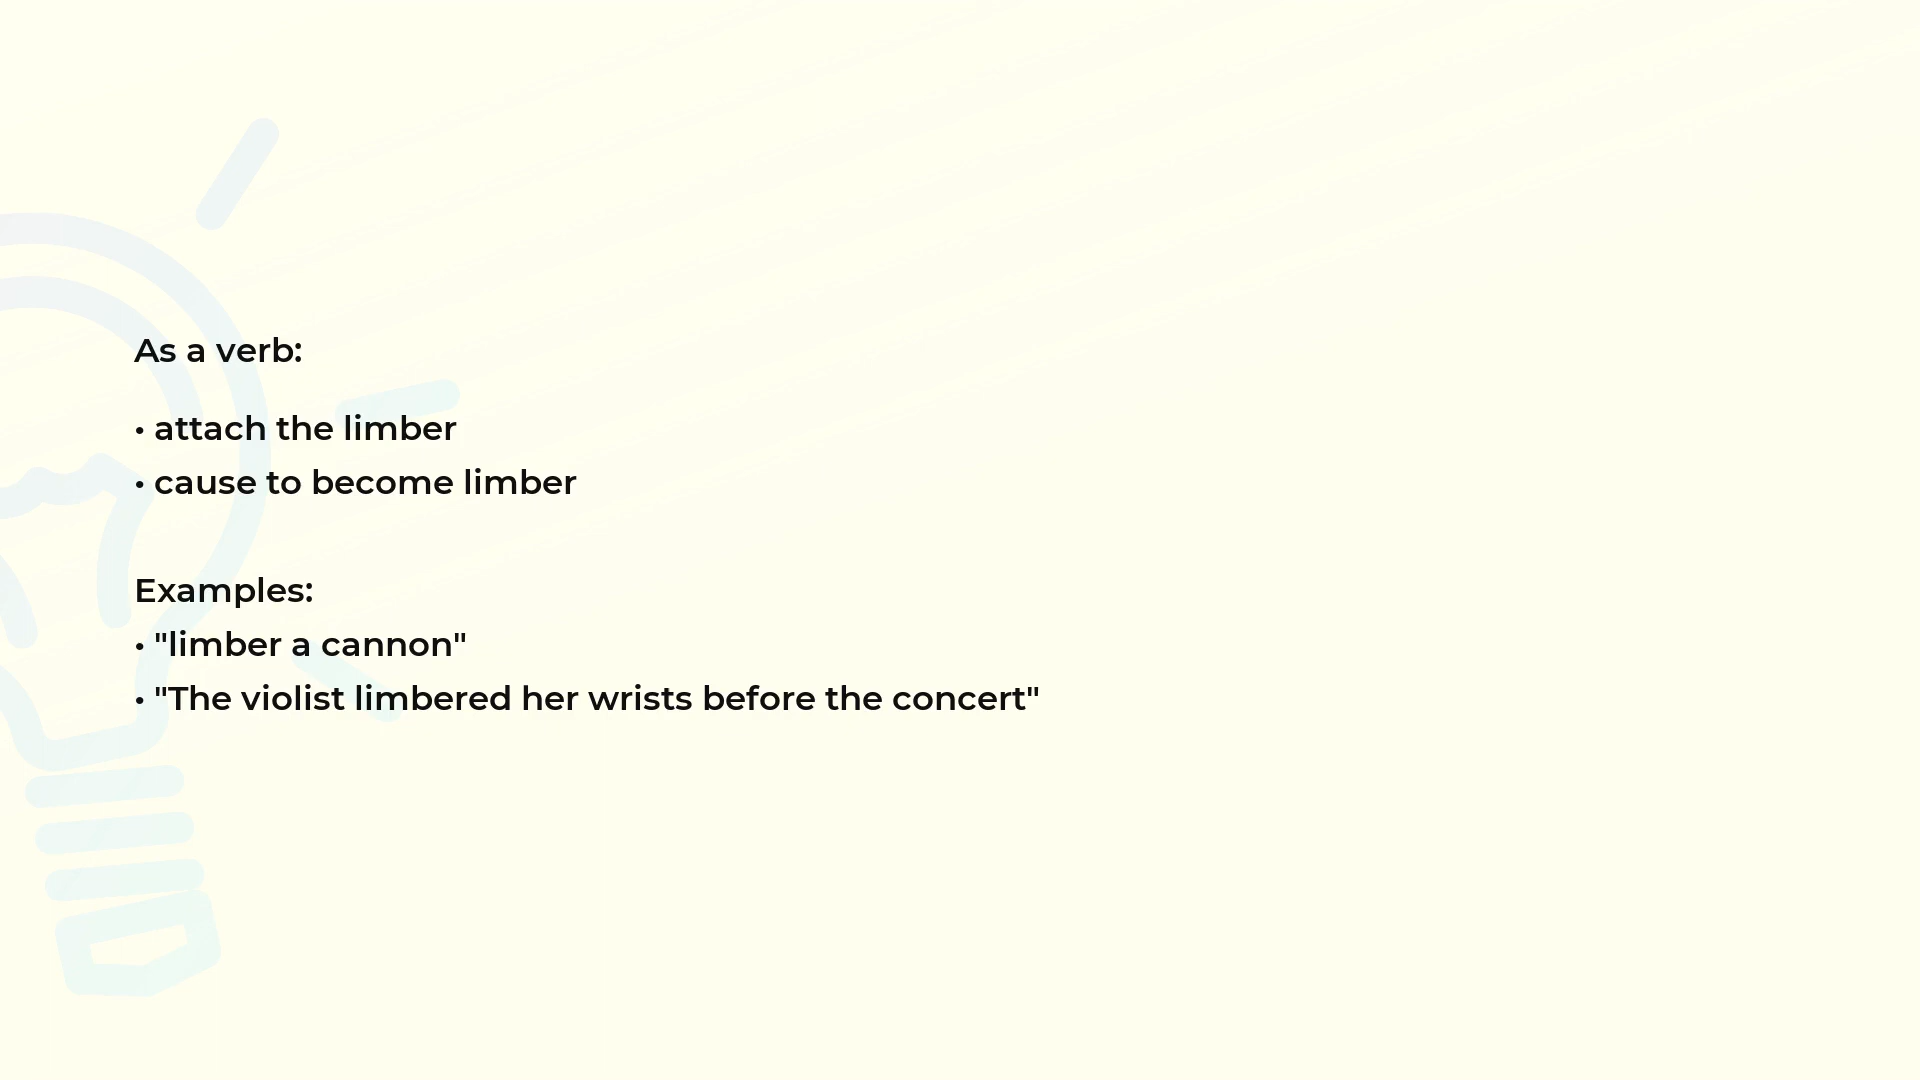 As a verb:
• attach the limber
• cause to become limber
Examples:
• "limber a cannon"
• "The violist limbered her wrists before the concert"